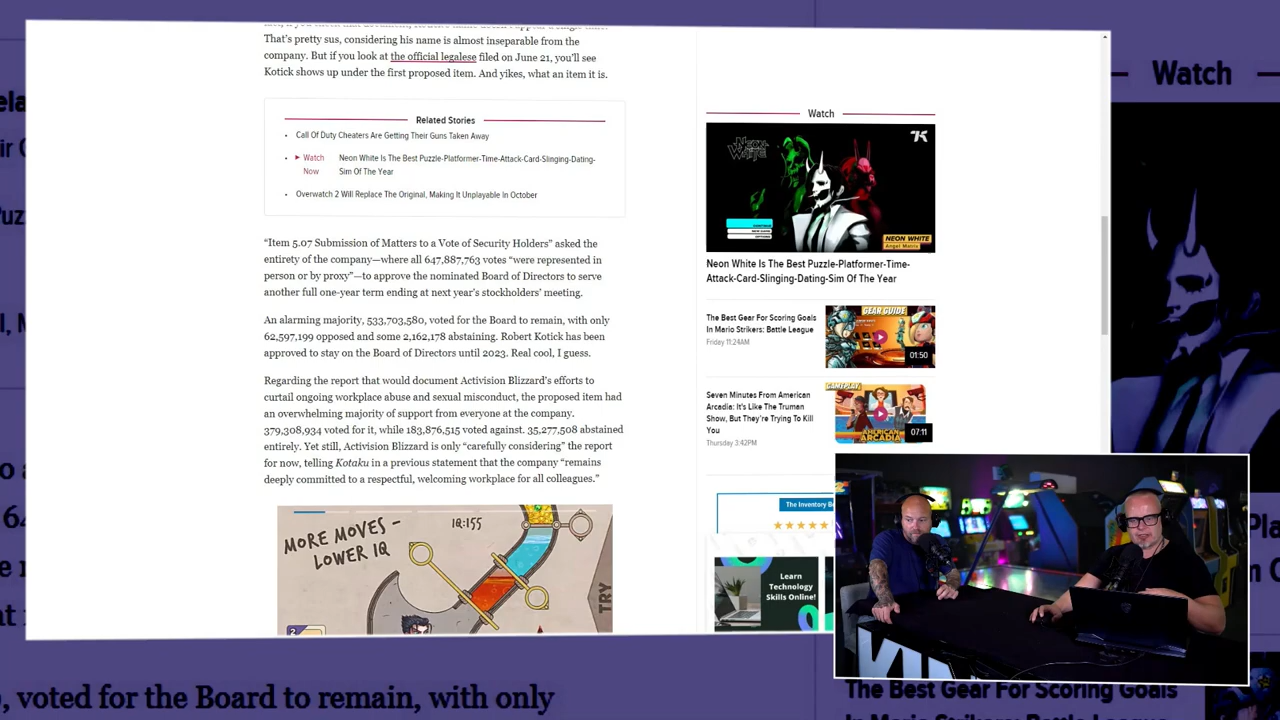 That's pretty sus, considering his name is almost inseparable from the
company. But if you look at the official legalese filed on June 21, you'll see
Kotick shows up under the first proposed item. And yikes, what an item it is.
Related Stories
Call Of Duty Cheaters Are Getting Their Guns Taken Away
Watch Now
Neon White Is The Best Puzzle-Platformer-Time-Attack-Card-Slinging-Dating-
Sim Of The Year
Overwatch 2 Will Replace The Original, Making It Unplayable In October
“Item 5.07 Submission of Matters to a Vote of Security Holders” asked the
entirety of the company—where all 647,887,763 votes “were represented in
person or by proxy”—to approve the nominated Board of Directors to serve
another full one-year term ending at next year's stockholders' meeting.
An alarming majority, 533,703,580, voted for the Board to remain, with only
62,597,199 opposed and some 2,162,178 abstaining. Robert Kotick has been
approved to stay on the Board of Directors until 2023. Real cool, I guess.
Regarding the report that would document Activision Blizzard's efforts to
curtail ongoing workplace abuse and sexual misconduct, the proposed item had
an overwhelming majority of support from everyone at the company.
379,308,934 voted for it, while 183,876,515 voted against. 35,277,508 abstained
entirely. Yet still, Activision Blizzard is only “carefully considering” the report
for now, telling Kotaku in a previous statement that the company “remains
deeply committed to a respectful, welcoming workplace for all colleagues.”
MORE MOVES -
LOWER IQ
IQ:155
TRY
2
Watch
NEON WHITE
NEON WHITE
Angel Matrix
Neon White Is The Best Puzzle-Platformer-Time-
Attack-Card-Slinging-Dating-Sim Of The Year
The Best Gear For Scoring Goals
In Mario Strikers: Battle League
Friday 11:24AM
GEAR GUIDE
01:50
Seven Minutes From American
Arcadia: It's Like The Truman
Show, But They're Trying To Kill
You
Thursday 3:42PM
GAMEPLAY
AMERICAN
ARCADIA
07:11
The Inventory B
Learn
Technology
Skills Online!
Watch
, voted for the Board to remain, with only
The Best Gear For Scoring Goals